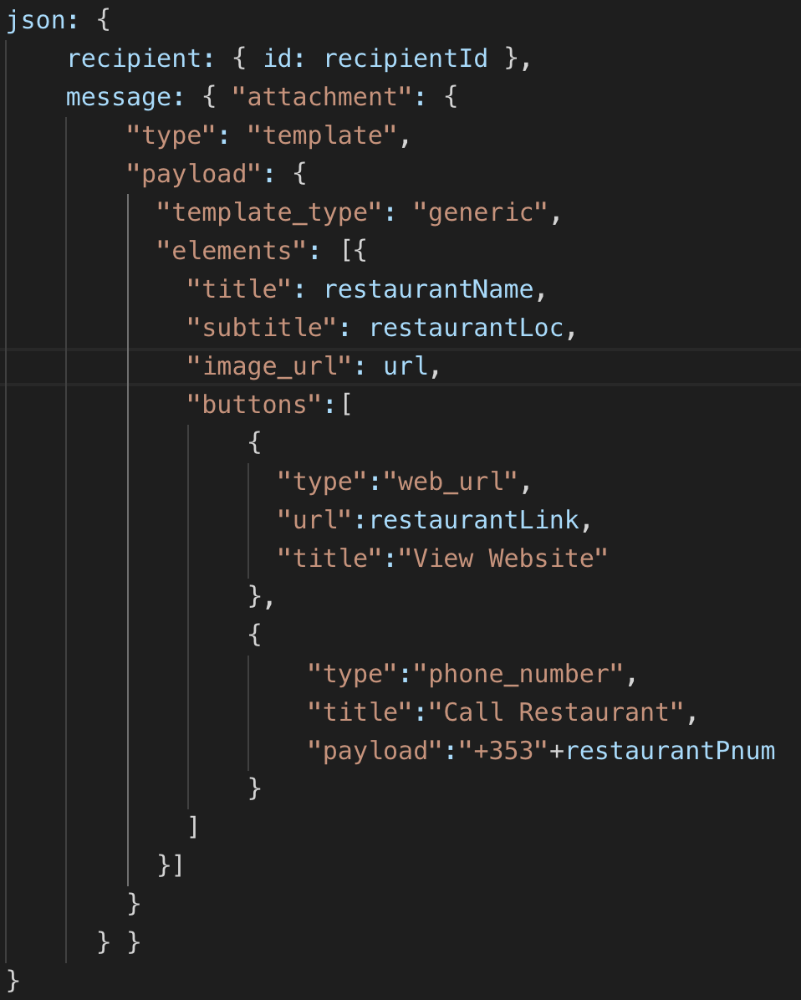 json: {
    recipient: { id: recipientId },
    message: { "attachment": {
        "type": "template",
        "payload": {
          "template_type": "generic",
          "elements": [{
            "title": restaurantName,
            "subtitle": restaurantLoc,
            "image_url": url,
            "buttons":[
                {
                  "type":"web_url",
                  "url":restaurantLink,
                  "title":"View Website"
                },
                {
                    "type":"phone_number",
                    "title":"Call Restaurant",
                    "payload":"+353"+restaurantPnum
                }
            ]
          }]
        }
      } }
}